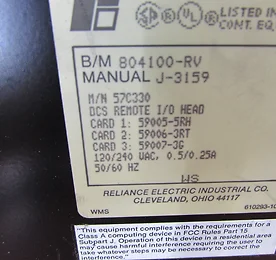 LISTED IN
CONT. EQ
B/M 804100-RV
MANUAL J-3159
M/N 57C330
DCS REMOTE I/O HEAD
CARD 1: 59005-5RH
CARD 2: 59006-3RT
CARD 3: 59007-3G
120/240 VAC, 0.5/0.25A
50/60 HZ
WS
RELIANCE ELECTRIC INDUSTRIAL CO.
CLEVELAND, OHIO 44117
WMS 610293-10
"This equipment complies with the requirements for a
Class A computing device in FCC Rules Part 15
Subpart J. Operation of this device in a residential area
may cause harmful interference requiring the user to
take whatever steps may be necessary to correct the
interference."